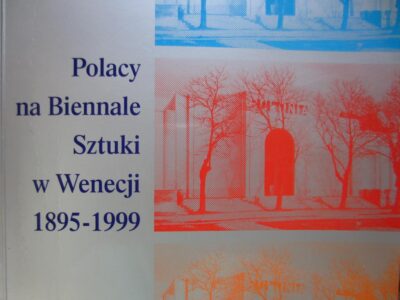 Polacy
na Biennale
Sztuki
w Wenecji
1895-1999